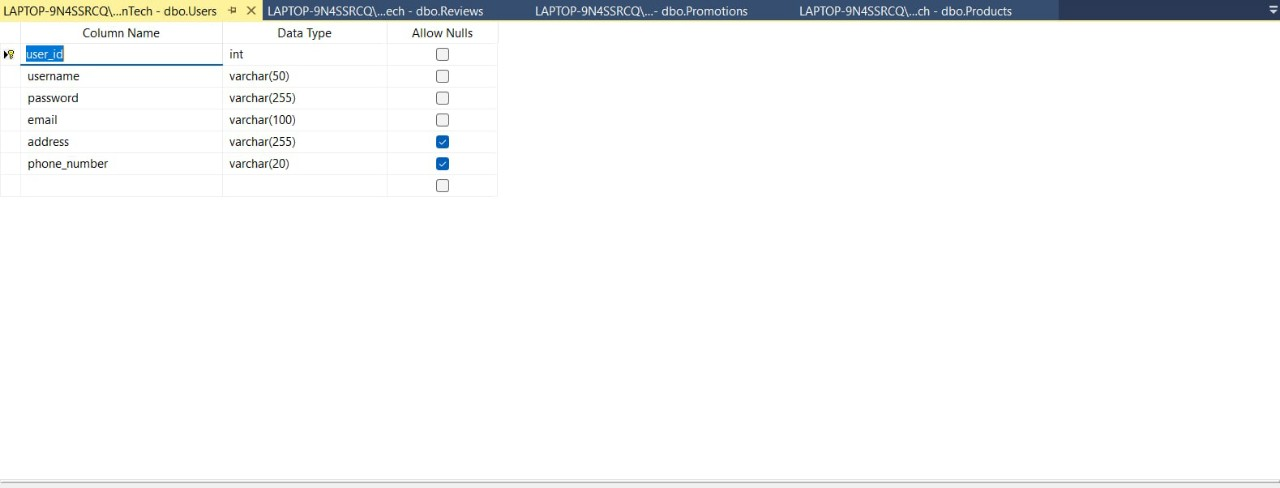 LAPTOP-9N4SSRCQ\...nTech - dbo.Users LAPTOP-9N4SSRCQ\...ech - dbo.Reviews LAPTOP-9N4SSRCQ\...- dbo.Promotions LAPTOP-9N4SSRCQ\...ch - dbo.Products
Column Name Data Type Allow Nulls
user_id int
username varchar(50)
password varchar(255)
email varchar(100)
address varchar(255)
phone_number varchar(20)